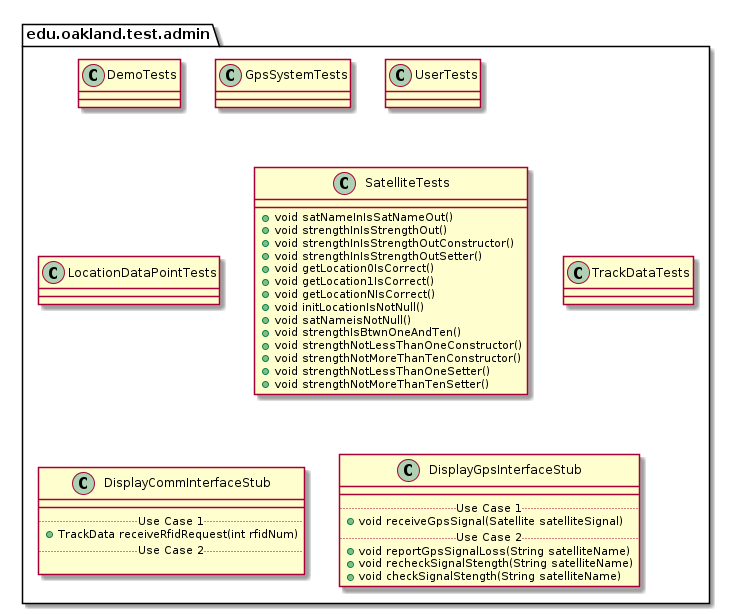 edu.oakland.test.admin
C DemoTests
C GpsSystemTests
C UserTests
C SatelliteTests
void satNameInIsSatNameOut()
void strengthInIsStrengthOut()
void strengthInIsStrengthOutConstructor()
void strengthInIsStrengthOutSetter()
void getLocation0IsCorrect()
void getLocation1IsCorrect()
void getLocationNIsCorrect()
void initLocationIsNotNull()
void satNameisNotNull()
void strengthIsBtwnOneAndTen()
void strengthNotLessThanOneConstructor()
void strengthNotMoreThanTenConstructor()
void strengthNotLessThanOneSetter()
void strengthNotMoreThanTenSetter()
C LocationDataPointTests
C TrackDataTests
C DisplayCommInterfaceStub
Use Case 1
TrackData receiveRfidRequest(int rfidNum)
Use Case 2
C DisplayGpsInterfaceStub
Use Case 1
void receiveGpsSignal(Satellite satelliteSignal)
Use Case 2
void reportGpsSignalLoss(String satelliteName)
void recheckSignalStength(String satelliteName)
void checkSignalStength(String satelliteName)